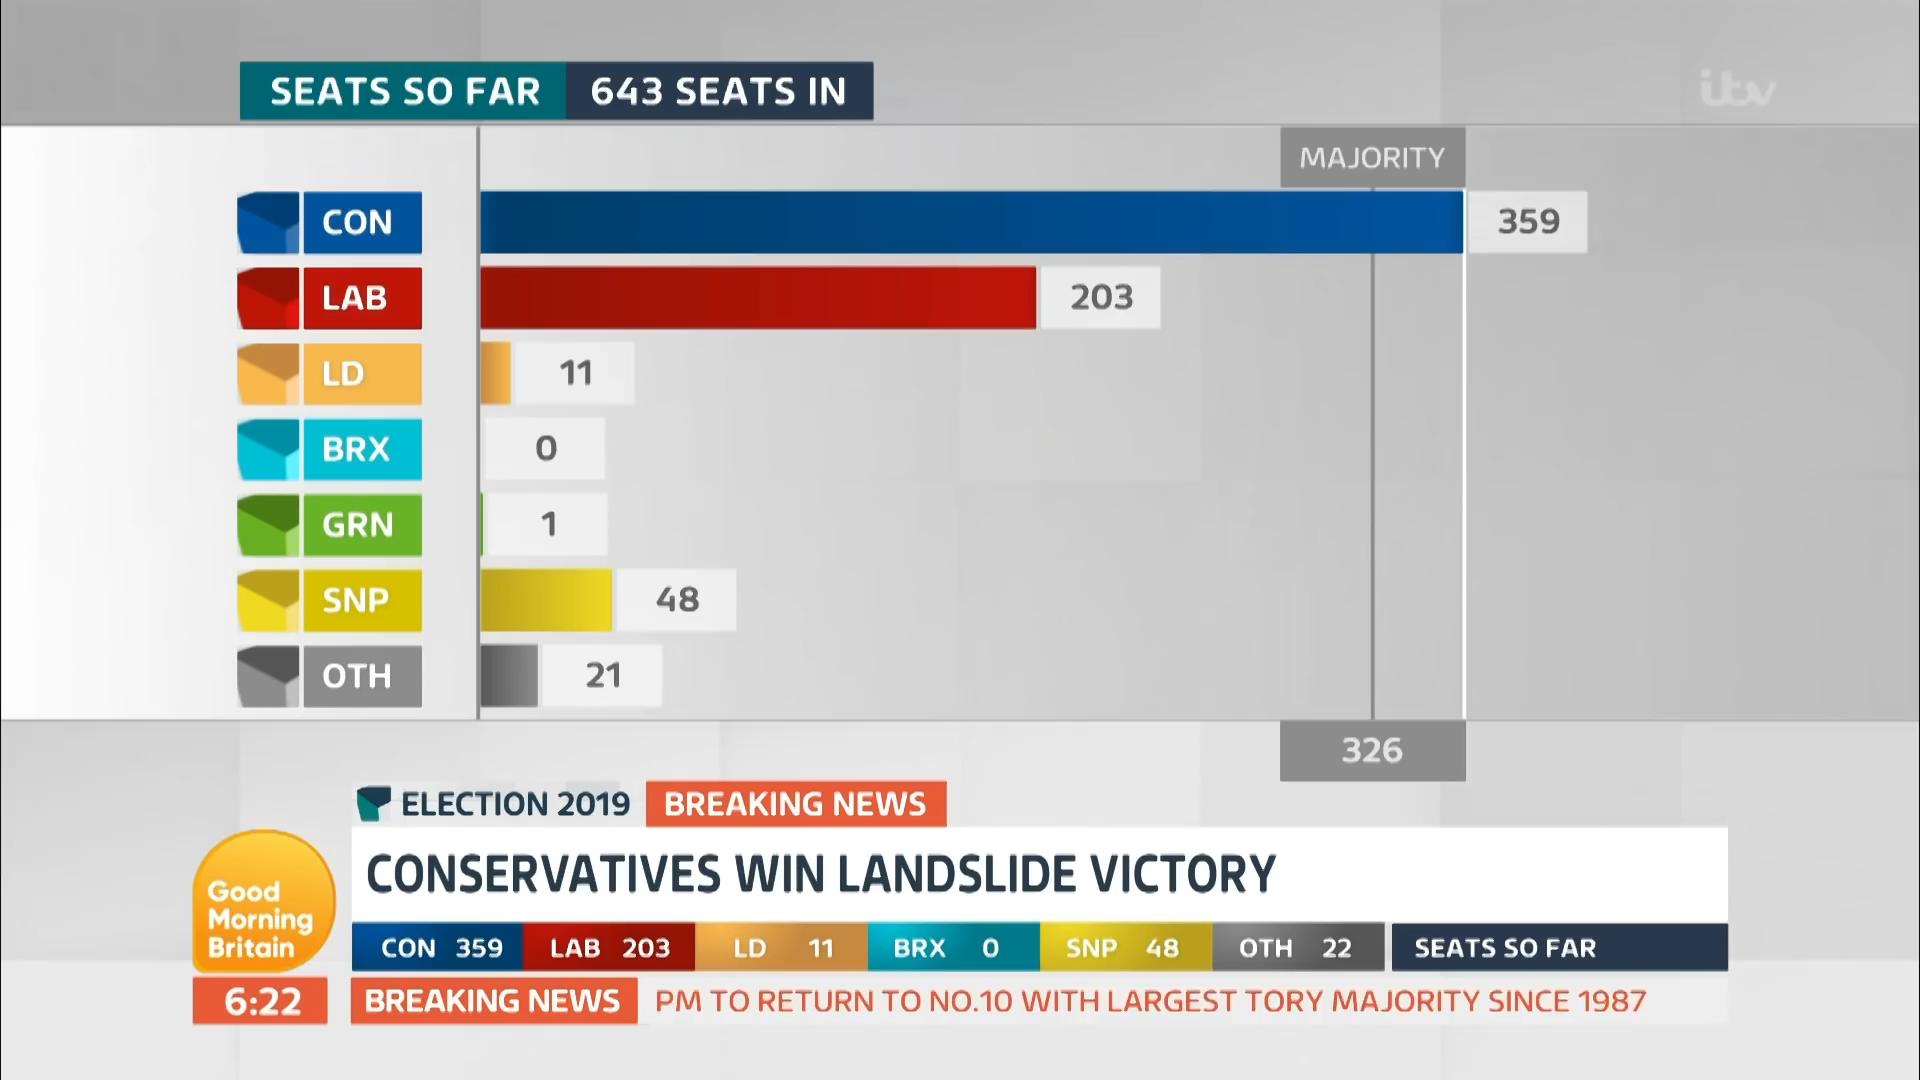 SEATS SO FAR 643 SEATS IN
itv
MAJORITY
CON 359
LAB 203
LD 11
BRX 0
GRN 1
SNP 48
OTH 21
326
ELECTION 2019 BREAKING NEWS
CONSERVATIVES WIN LANDSLIDE VICTORY
Good
Morning
Britain
CON 359 LAB 203 LD 11 BRX 0 SNP 48 OTH 22 SEATS SO FAR
6:22 BREAKING NEWS PM TO RETURN TO NO.10 WITH LARGEST TORY MAJORITY SINCE 1987